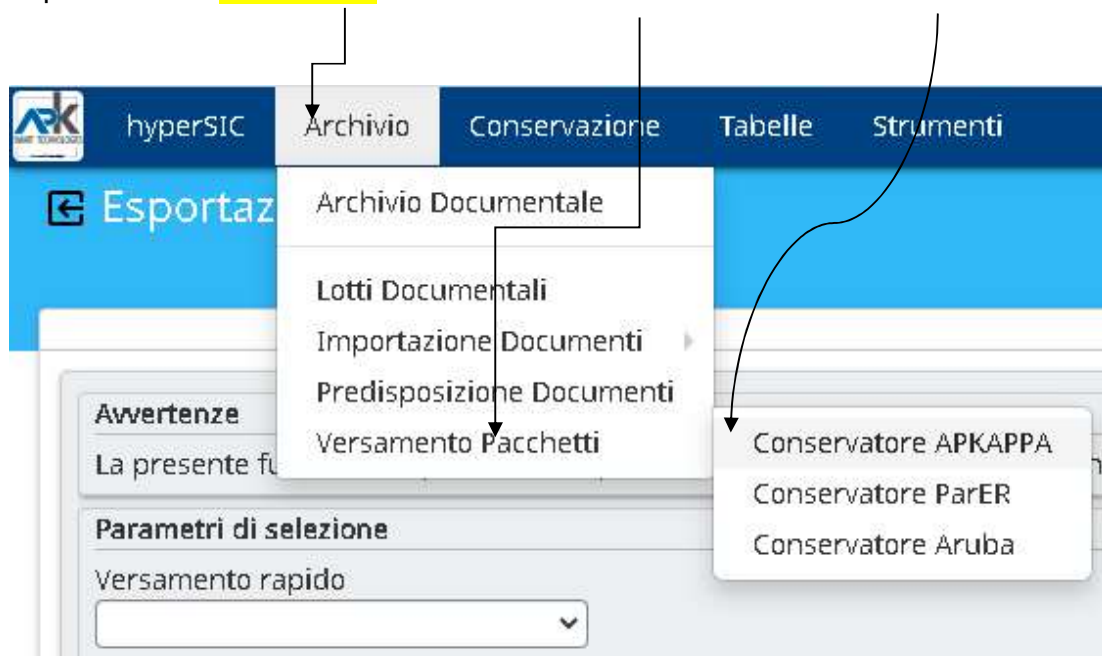 APK
hyperSIC Archivio Conservazione Tabelle Strumenti
Esportaz
Archivio Documentale
Lotti Documentali
Importazione Documenti
Predisposizione Documenti
Versamento Pacchetti
Conservatore APKAPPA
Conservatore ParER
Conservatore Aruba
Avvertenze
La presente fu
Parametri di selezione
Versamento rapido